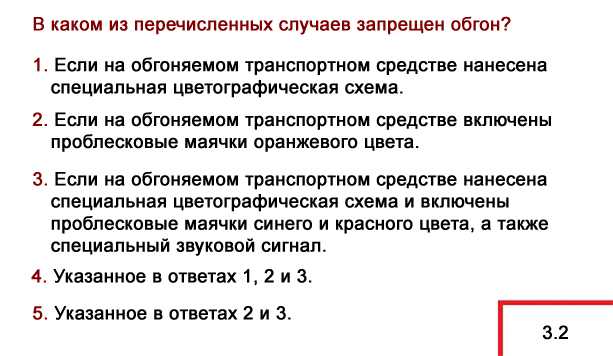 В каком из перечисленных случаев запрещен обгон?
1. Если на обгоняемом транспортном средстве нанесена
специальная цветографическая схема.
2. Если на обгоняемом транспортном средстве включены
проблесковые маячки оранжевого цвета.
3. Если на обгоняемом транспортном средстве нанесена
специальная цветографическая схема и включены
проблесковые маячки синего и красного цвета, а также
специальный звуковой сигнал.
4. Указанное в ответах 1, 2 и 3.
5. Указанное в ответах 2 и 3.
3.2